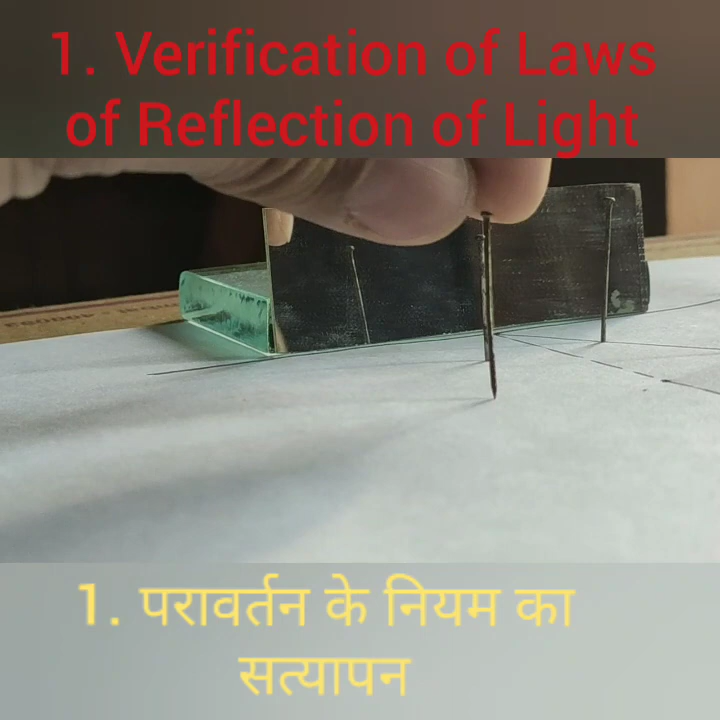 1. Verification of Laws
of Reflection of Light
1. परावर्तन के नियम का
सत्यापन